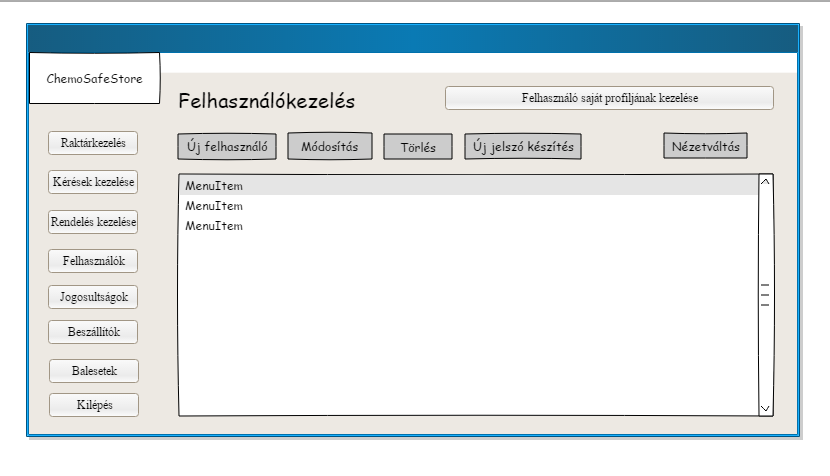 ChemoSafeStore
Felhasználókezelés
Felhasználó saját profiljának kezelése
Raktárkezelés
Kérések kezelése
Rendelés kezelése
Felhasználók
Jogosultságok
Beszállítók
Balesetek
Kilépés
Új felhasználó
Módosítás
Törlés
Új jelszó készítés
Nézetváltás
MenuItem
MenuItem
MenuItem